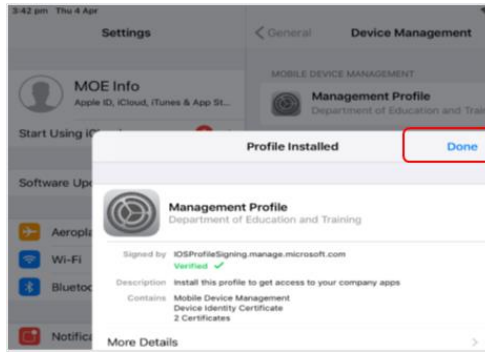 3:42 pm Thu 4 Apr
Settings
General
Device Management
MOE Info
Apple ID, iCloud, iTunes & App St...
MOBILE DEVICE MANAGEMENT
Management Profile
Department of Education and Trai
Start Using
Profile Installed
Done
Software Up
Management Profile
Department of Education and Training
Aeropla
Signed by IOSProfileSigning.manage.microsoft.com
Verified ✓
Wi-Fi
Description Install this profile to get access to your company apps
Bluetoo
Contains Mobile Device Management
Device Identity Certificate
2 Certificates
Notifica
More Details